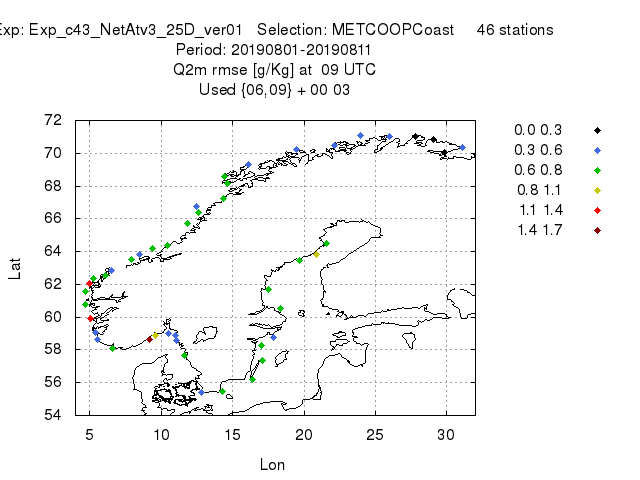 Exp: Exp_c43_NetAtv3_25D_ver01 Selection: METCOOPCoast 46 stations
Period: 20190801-20190811
Q2m rmse [g/Kg] at 09 UTC
Used {06,09} + 00 03
72
70
68
66
64
62
60
58
56
54
Lat
5 10 15 20 25 30
Lon
0.0 0.3
0.3 0.6
0.6 0.8
0.8 1.1
1.1 1.4
1.4 1.7